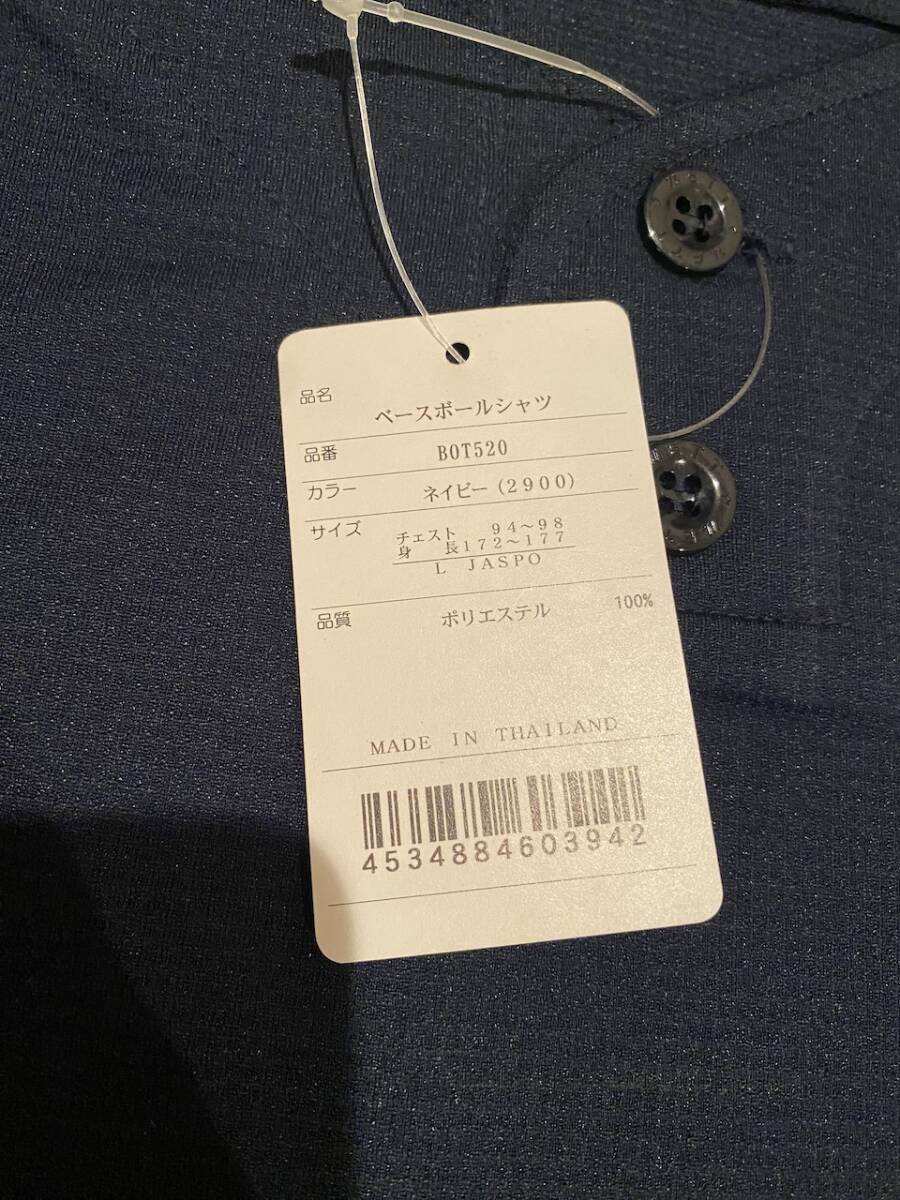 品名
ベースボールシャツ
品番 BOT520
カラー ネイビー(2900)
サイズ チェスト 94～98
身 長172～177
L JASPO
品質 ポリエステル 100%
MADE IN THAILAND
4534884603942